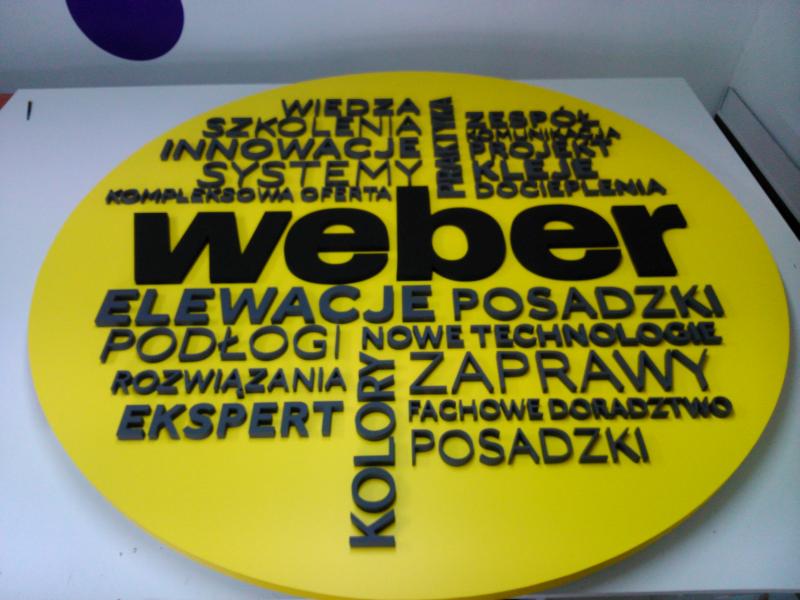 WIEDZA
SZKOLENIA
INNOWACJE
SYSTEMY
KOMPLEKSOWA OFERTA
PRAKTYKA
ZESPÓŁ
KOMUNIKACJA
PROJEKT
KLEJE
DOCIEPLENIA
weber
ELEWACJE POSADZKI
PODŁOGI
ROZWIĄZANIA
EKSPERT
KOLORY
NOWE TECHNOLOGIE
ZAPRAWY
FACHOWE DORADZTWO
POSADZKI